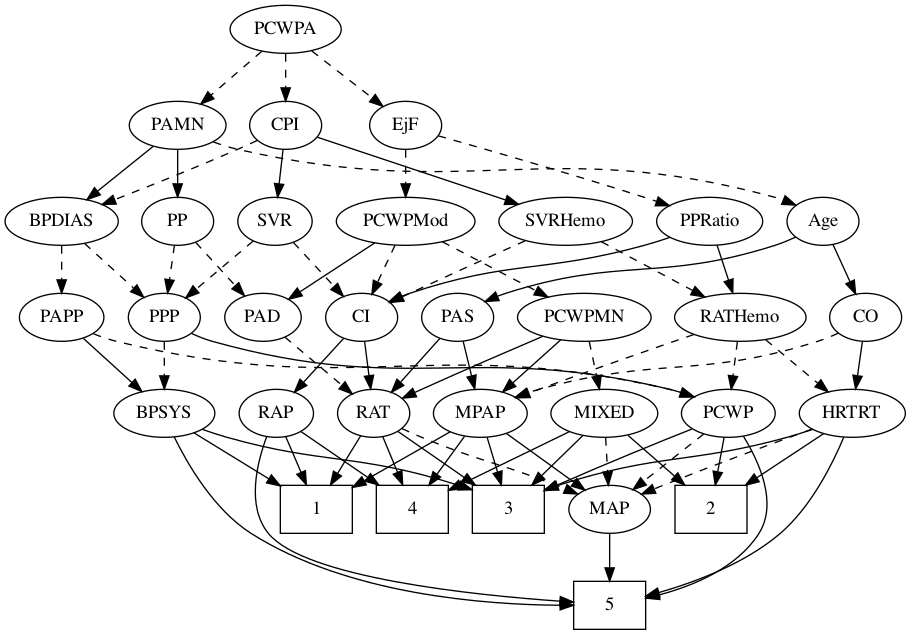 PCWPA
PAMN CPI EjF
BPDIAS PP SVR PCWPMod SVRHemo PPRatio Age
PAPP PPP PAD CI PAS PCWPMN RATHemo CO
BPSYS RAP RAT MPAP MIXED PCWP HRTRT
1 4 3 MAP 2
5